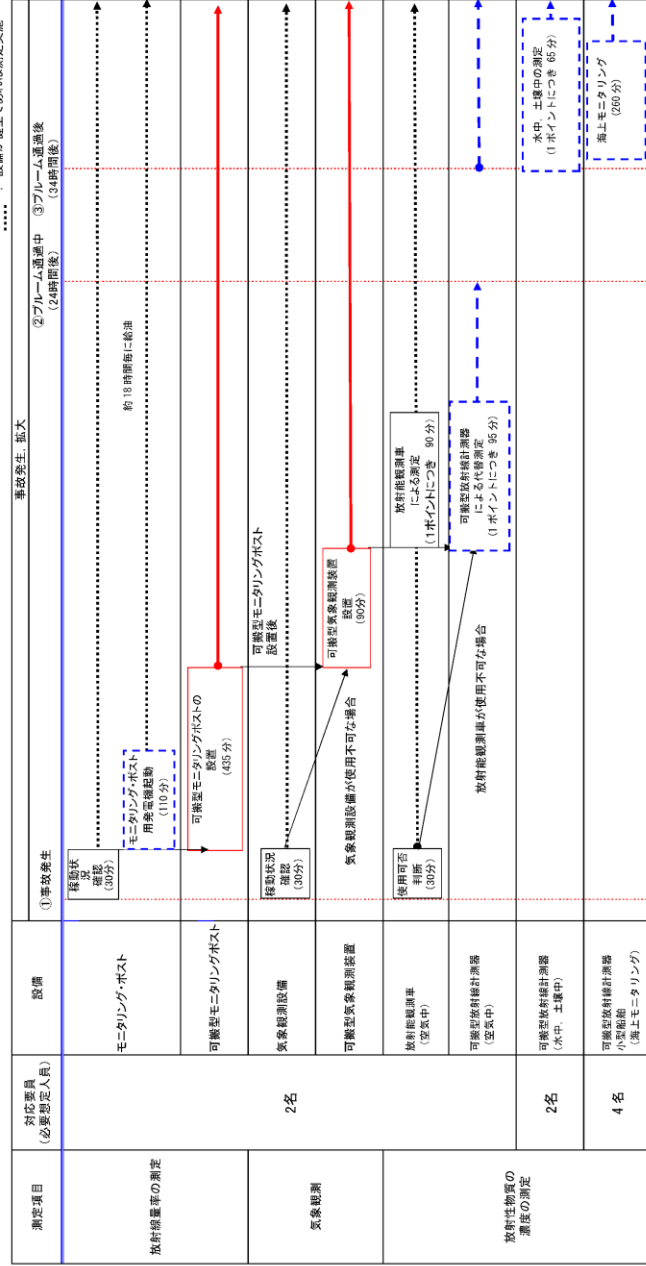 測定項目
対応要員
(必要想定人員)
設備
事故発生、拡大
①事故発生
②プルーム通過中
(24時間後)
③プルーム通過後
(34時間後)
放射線量率の測定
2名
モニタリング・ポスト
稼動状
況
確認
(30分)
モニタリング・ポスト
用発電機起動
(110分)
約18時間毎に給油
可搬型モニタリングポスト
可搬型モニタリングポストの
設置
(435分)
可搬型モニタリングポスト
設置後
気象観測
気象観測設備
稼動状況
確認
(30分)
気象観測設備が使用不可な場合
可搬型気象観測装置
可搬型気象観測装置
設置
(90分)
放射性物質の
濃度の測定
放射能観測車
(空気中)
使用可否
判断
(30分)
放射能観測車
による測定
(1ポイントにつき 90分)
放射能観測車が使用不可な場合
可搬型放射線計測器
(空気中)
可搬型放射線計測器
による代替測定
(1ポイントにつき 95分)
2名
可搬型放射線計測器
(水中、土壌中)
水中、土壌中の測定
(1ポイントにつき 65分)
4名
可搬型放射線計測器
小型船舶
(海上モニタリング)
海上モニタリング
(260分)